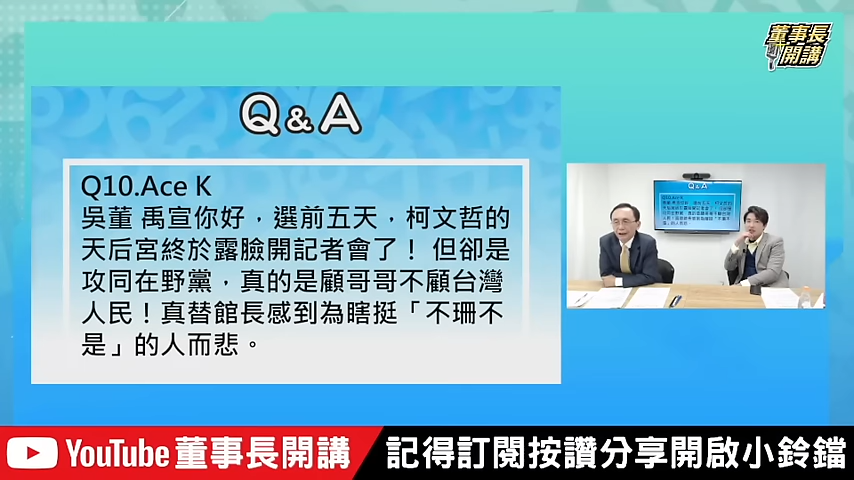 董事長
開講
Q&A
Q10.Ace K
吳董 禹宣你好，選前五天，柯文哲的
天后宮終於露臉開記者會了！ 但卻是
攻同在野黨，真的是顧哥哥不顧台灣
人民！真替館長感到為瞎挺「不珊不
是」的人而悲。
YouTube 董事長開講
記得訂閱按讚分享開啟小鈴鐺